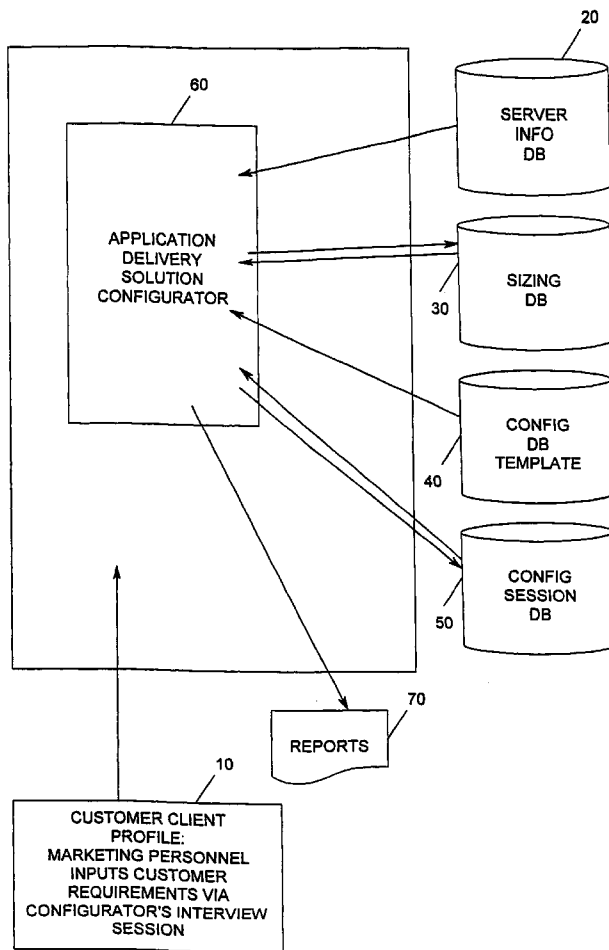 20
60
SERVER
INFO
DB
APPLICATION
DELIVERY
SOLUTION
CONFIGURATOR
30
SIZING
DB
40
CONFIG
DB
TEMPLATE
50
CONFIG
SESSION
DB
70
REPORTS
10
CUSTOMER CLIENT
PROFILE:
MARKETING PERSONNEL
INPUTS CUSTOMER
REQUIREMENTS VIA
CONFIGURATOR'S INTERVIEW
SESSION